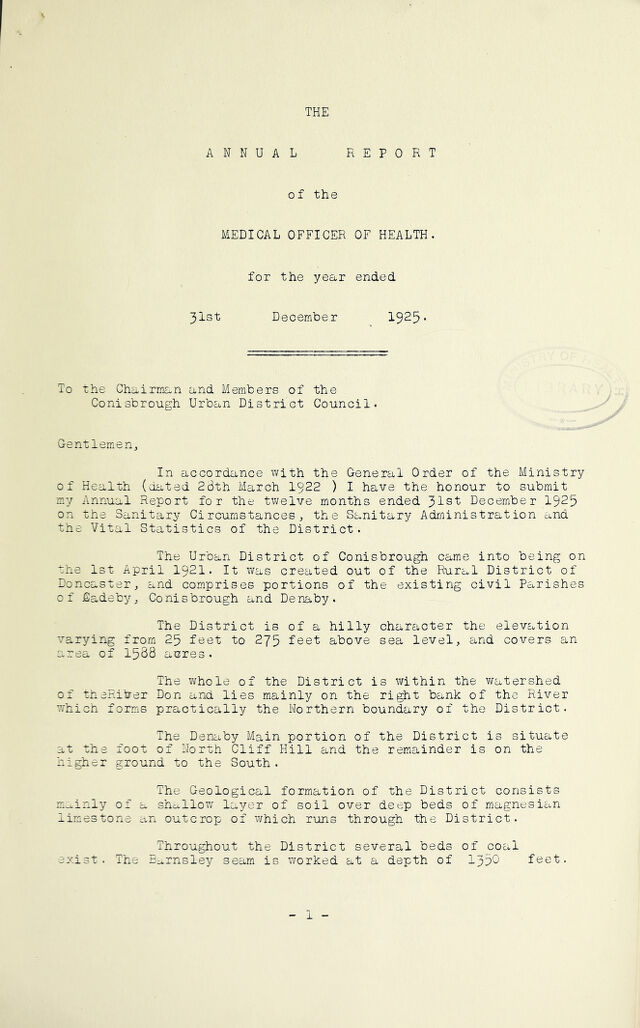 THE
ANNUAL REPORT
of the
MEDICAL OFFICER OF HEALTH.
for the year ended
31st December 1925.
MINISTRY OF HEALTH
LIBRARY
To the Chairman and Members of the
Conisbrough Urban District Council.
Gentlemen,
In accordance with the General Order of the Ministry
of Health (dated 28th March 1922 ) I have the honour to submit
my Annual Report for the twelve months ended 31st December 1925
on the Sanitary Circumstances, the Sanitary Administration and
the Vital Statistics of the District.
The Urban District of Conisbrough came into being on
the 1st April 1921. It was created out of the Rural District of
Doncaster, and comprises portions of the existing civil Parishes
of Cadeby, Conisbrough and Denaby.
The District is of a hilly character the elevation
varying from 25 feet to 275 feet above sea level, and covers an
area of 1588 acres.
The whole of the District is within the watershed
of theRiver Don and lies mainly on the right bank of the River
which forms practically the Northern boundary of the District.
The Denaby Main portion of the District is situate
at the foot of North Cliff Hill and the remainder is on the
higher ground to the South.
The Geological formation of the District consists
mainly of a shallow layer of soil over deep beds of magnesian
limestone an outcrop of which runs through the District.
Throughout the District several beds of coal
exist. The Barnsley seam is worked at a depth of 1350 feet.
- 1 -